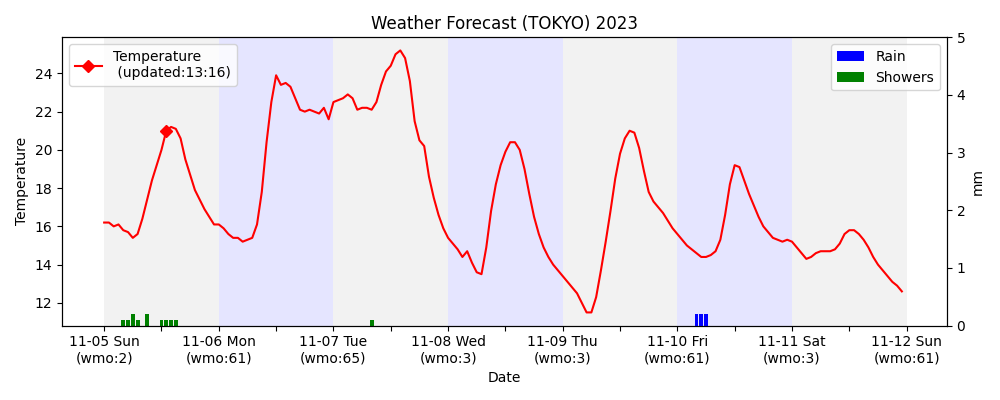 Weather Forecast (TOKYO) 2023
Temperature
(updated:13:16)
Rain
Showers
Temperature
24
22
20
18
16
14
12
5
4
3
2
1
0
mm
11-05 Sun
(wmo:2)
11-06 Mon
(wmo:61)
11-07 Tue
(wmo:65)
11-08 Wed
(wmo:3)
11-09 Thu
(wmo:3)
11-10 Fri
(wmo:61)
11-11 Sat
(wmo:3)
11-12 Sun
(wmo:61)
Date